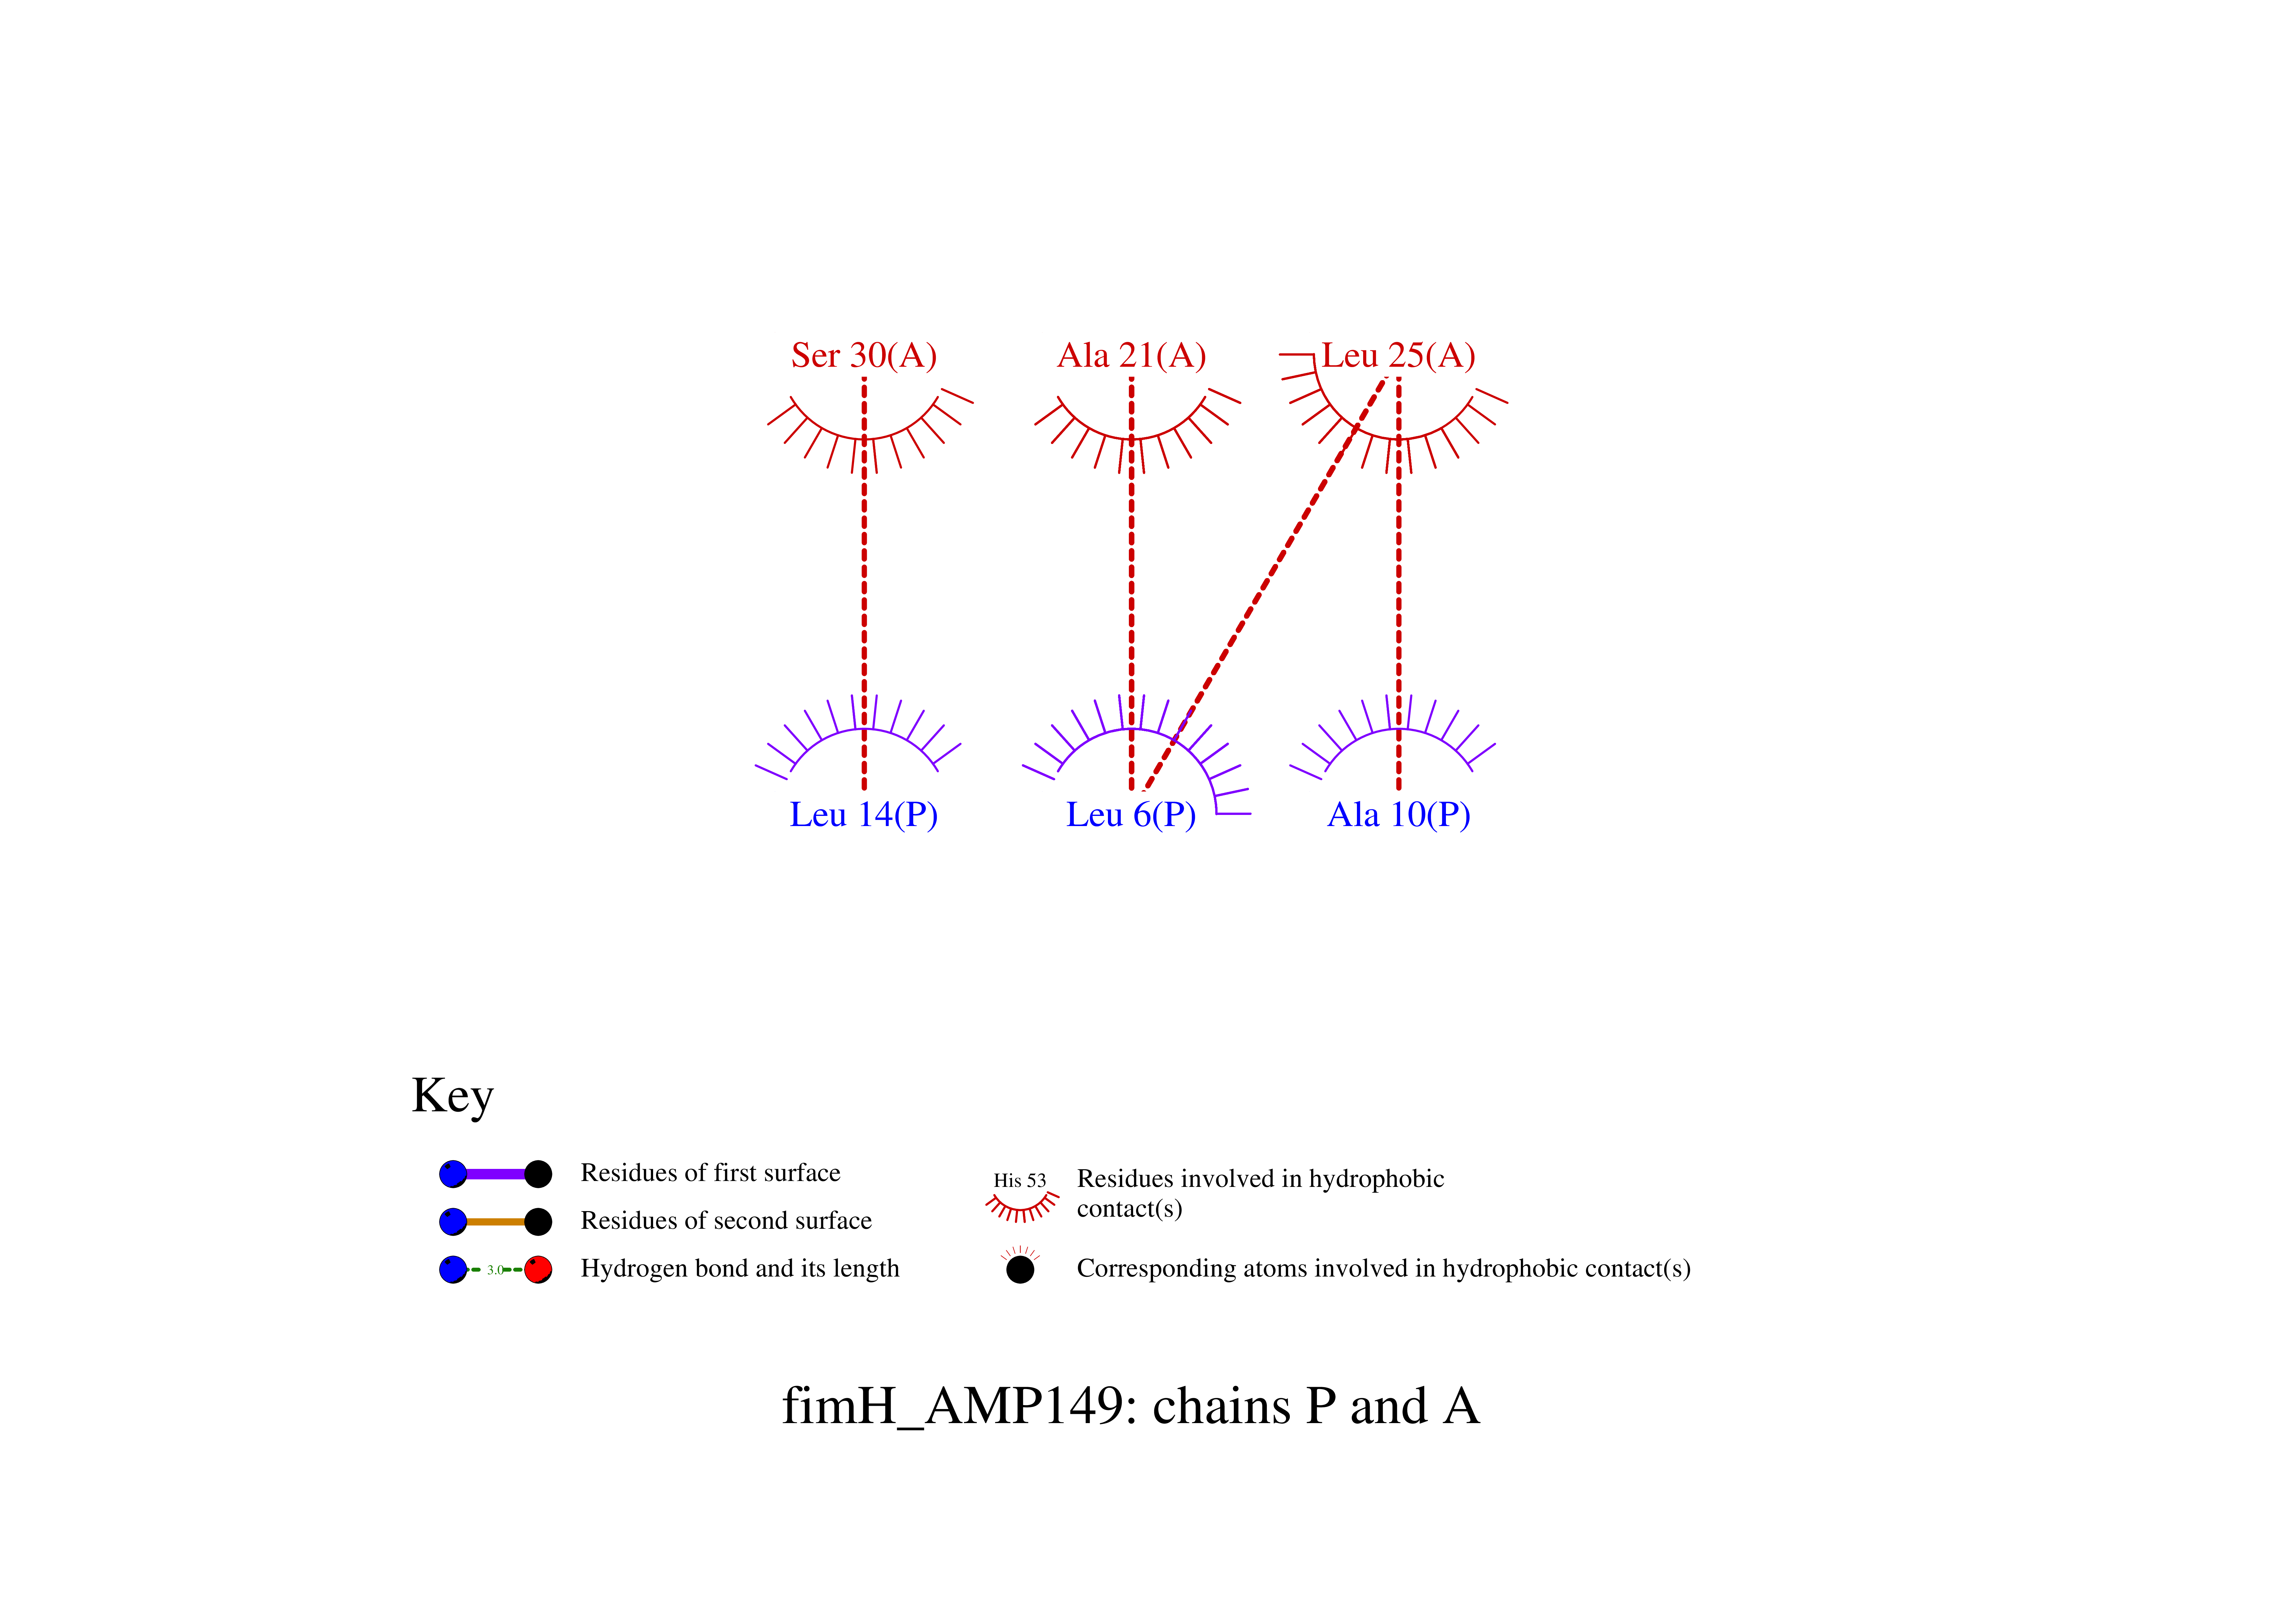 Ser 30(A) Ala 21(A) Leu 25(A)
Leu 14(P) Leu 6(P) Ala 10(P)
Key
Residues of first surface
Residues of second surface
3.0 Hydrogen bond and its length
His 53 Residues involved in hydrophobic
contact(s)
Corresponding atoms involved in hydrophobic contact(s)
fimH_AMP149: chains P and A